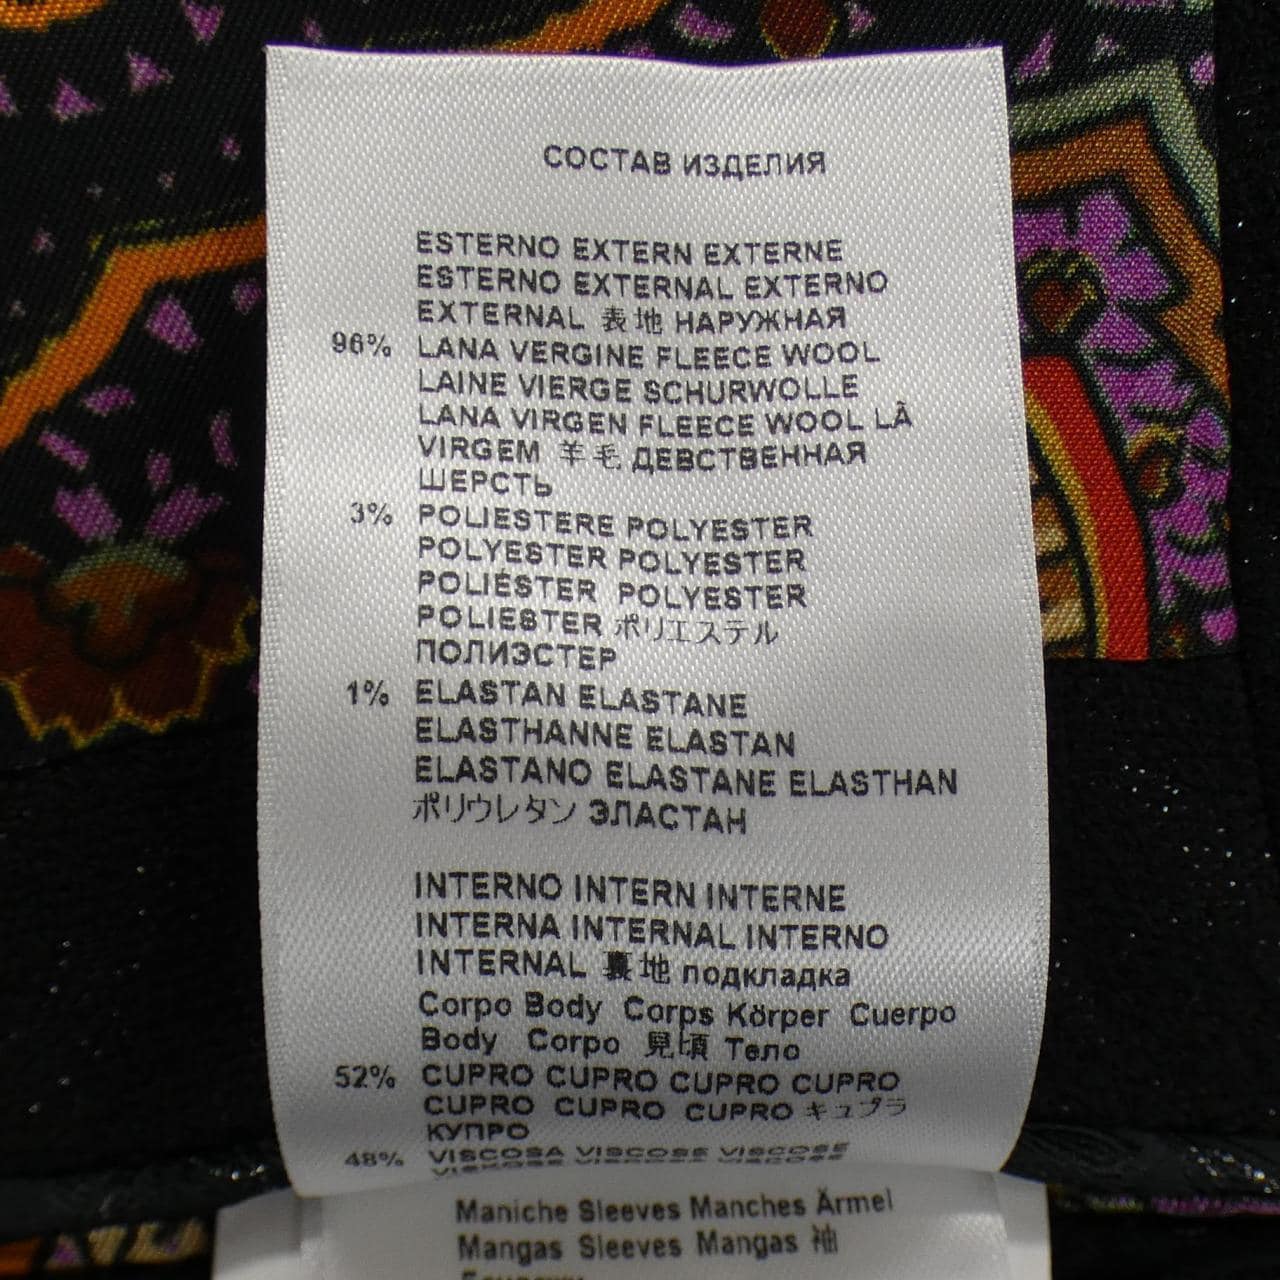 СОСТАВ ИЗДЕЛИЯ
ESTERNO EXTERN EXTERNE
ESTERNO EXTERNAL EXTERNO
EXTERNAL 表地 НАРУЖНАЯ
96% LANA VERGINE FLEECE WOOL
LAINE VIERGE SCHURWOLLE
LANA VIRGEN FLEECE WOOL LÃ
VIRGEM 羊毛 ДЕВСТВЕННАЯ
ШЕРСТЬ
3% POLIESTERE POLYESTER
POLYESTER POLYESTER
POLIÉSTER POLYESTER
POLIESTER ポリエステル
ПОЛИЭСТЕР
1% ELASTAN ELASTANE
ELASTHANNE ELASTAN
ELASTANO ELASTANE ELASTHAN
ポリウレタン ЭЛАСТАН
INTERNO INTERN INTERNE
INTERNA INTERNAL INTERNO
INTERNAL 裏地 подкладка
Corpo Body Corps Körper Cuerpo
Body Corpo 見頃 Тело
52% CUPRO CUPRO CUPRO CUPRO
CUPRO CUPRO CUPRO キュプラ
КУПРО
48% VISCOSA VISCOSE VISCOSE
VISKOSE VISCOSE
Maniche Sleeves Manches Ärmel
Mangas Sleeves Mangas 袖